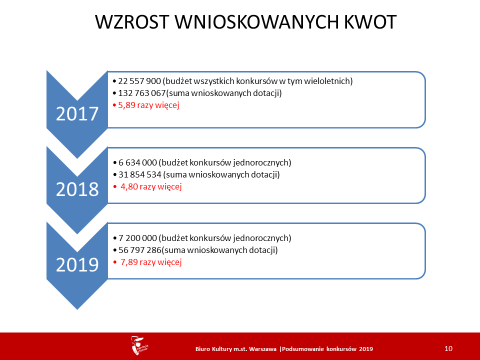 WZROST WNIOSKOWANYCH KWOT
2017
• 22 557 900 (budżet wszystkich konkursów w tym wieloletnich)
• 132 763 067(suma wnioskowanych dotacji)
• 5,89 razy więcej
2018
• 6 634 000 (budżet konkursów jednorocznych)
• 31 854 534 (suma wnioskowanych dotacji)
• 4,80 razy więcej
2019
• 7 200 000 (budżet konkursów jednorocznych)
• 56 797 286(suma wnioskowanych dotacji)
• 7,89 razy więcej
Biuro Kultury m.st. Warszawa |Podsumowanie konkursów 2019
10